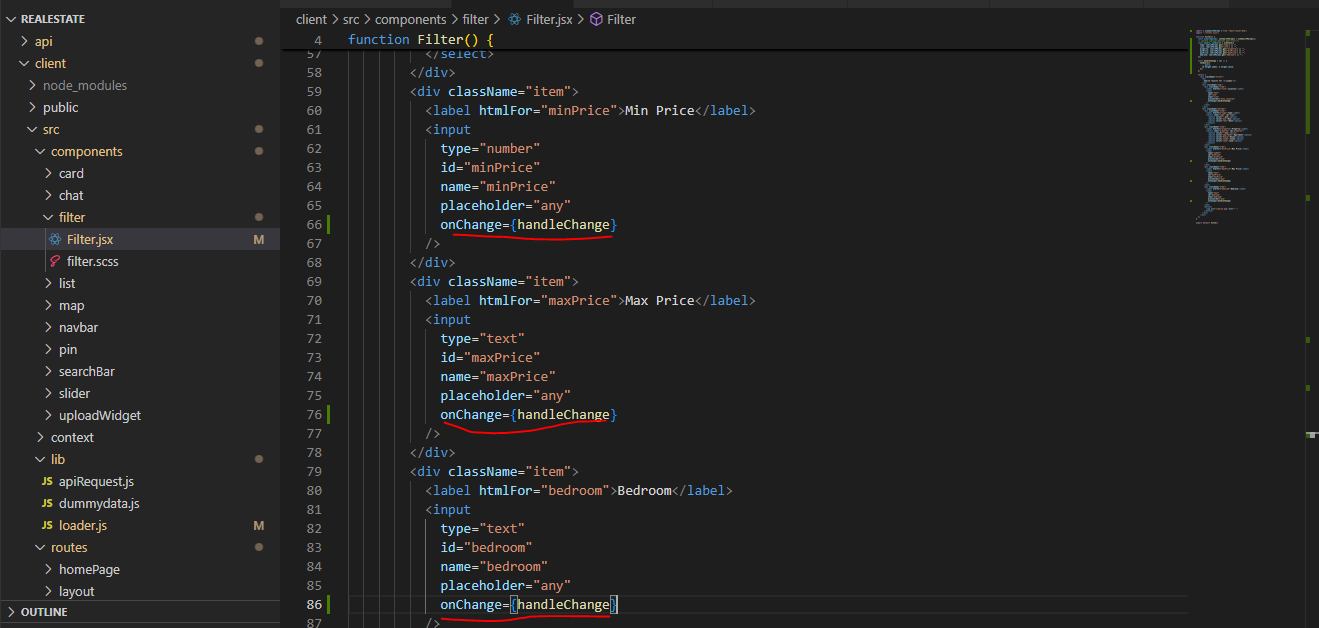 REALESTATE
api
client
node_modules
public
src
components
card
chat
filter
Filter.jsx M
filter.scss
list
map
navbar
pin
searchBar
slider
uploadWidget
context
lib
JS apiRequest.js
JS dummydata.js
JS loader.js M
routes
homePage
layout
OUTLINE
client > src > components > filter > Filter.jsx > Filter
4 function Filter() {
57 </select>
58 </div>
59 <div className="item">
60 <label htmlFor="minPrice">Min Price</label>
61 <input
62 type="number"
63 id="minPrice"
64 name="minPrice"
65 placeholder="any"
66 onChange={handleChange}
67 />
68 </div>
69 <div className="item">
70 <label htmlFor="maxPrice">Max Price</label>
71 <input
72 type="text"
73 id="maxPrice"
74 name="maxPrice"
75 placeholder="any"
76 onChange={handleChange}
77 />
78 </div>
79 <div className="item">
80 <label htmlFor="bedroom">Bedroom</label>
81 <input
82 type="text"
83 id="bedroom"
84 name="bedroom"
85 placeholder="any"
86 onChange={handleChange}
87 />